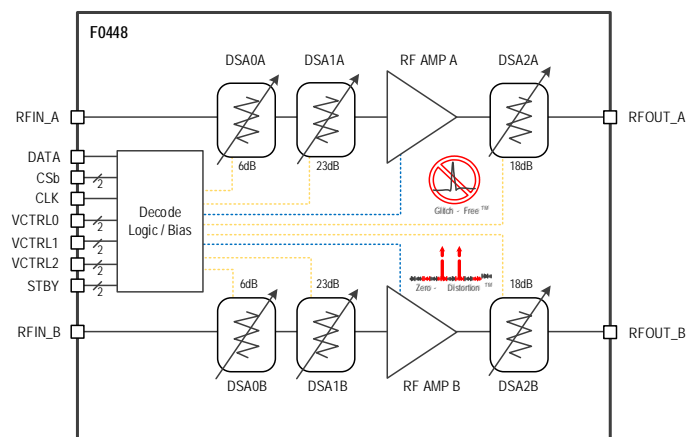 F0448
DSA0A
DSA1A
RF AMP A
DSA2A
RFIN_A
RFOUT_A
6dB
23dB
18dB
DATA
CSb
2
CLK
VCTRL0
2
VCTRL1
2
VCTRL2
2
STBY
2
Decode
Logic / Bias
Glitch - Free™
Zero - Distortion™
6dB
23dB
18dB
RFIN_B
RFOUT_B
DSA0B
DSA1B
RF AMP B
DSA2B